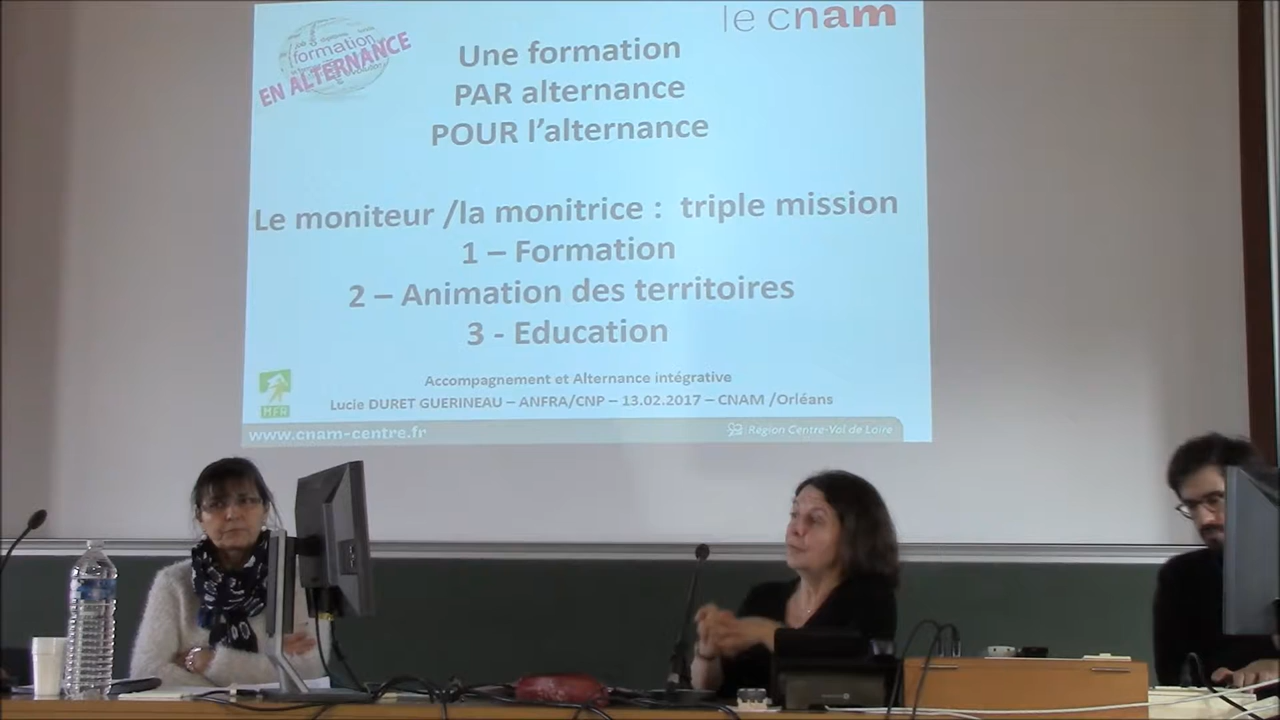 le cnam
formation
EN ALTERNANCE
Une formation
PAR alternance
POUR l'alternance
Le moniteur /la monitrice : triple mission
1 – Formation
2 – Animation des territoires
3 - Education
Accompagnement et Alternance intégrative
Lucie DURET GUERINEAU – ANFRA/CNP – 13.02.2017 – CNAM /Orléans
MFR
www.cnam-centre.fr
Région Centre-Val de Loire